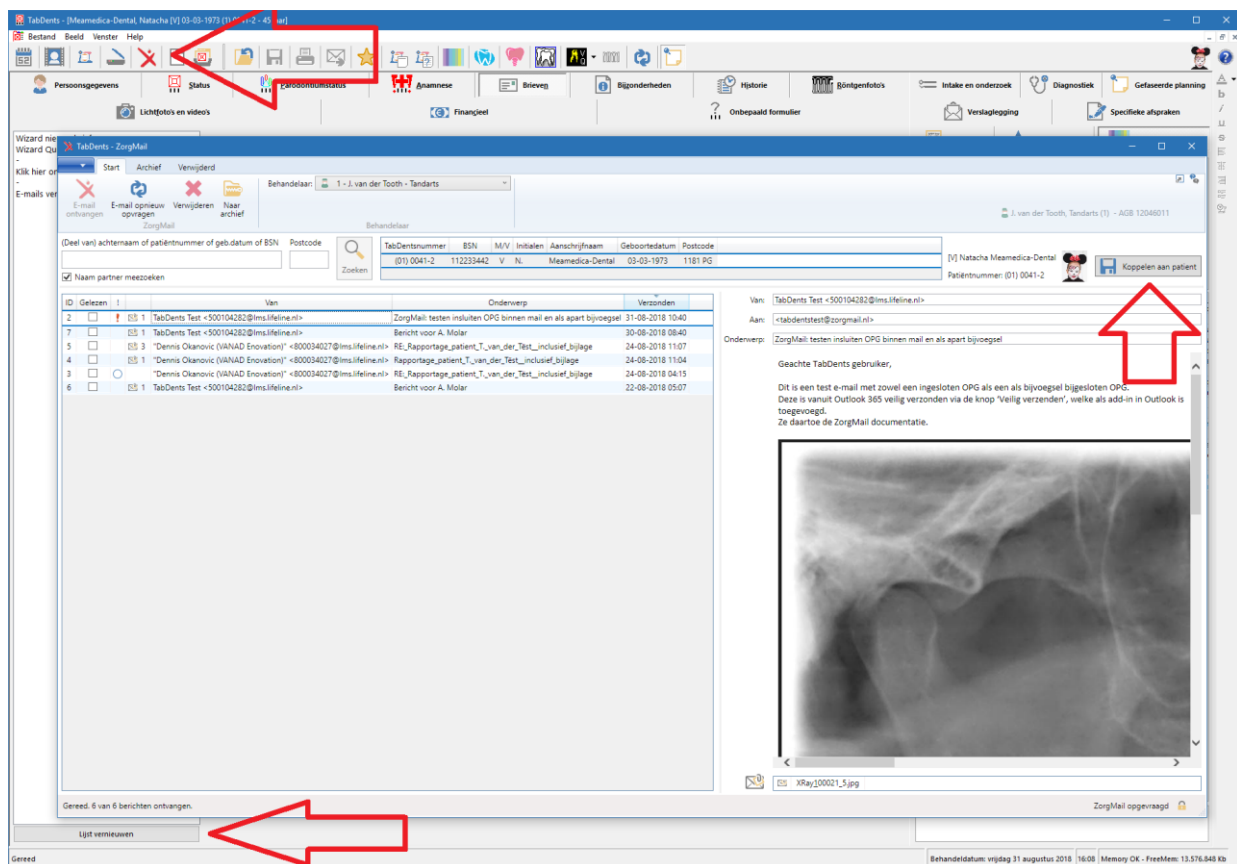 TabDents - [Meamedica-Dental, Natacha [V] 03-03-1973 (1) 0041-2 - 45 jaar]
Bestand Beeld Venster Help
Persoonsgegevens Status Parodontiumstatus Anamnese Brieven Bijzonderheden Historie Röntgenfoto's Intake en onderzoek Diagnostiek Gefaseerde planning
Lichtfoto's en video's Financieel Onbepaald formulier Verslaglegging Specifieke afspraken
Wizard
Wizard
-
Klik hier
-
E-mails
TabDents - ZorgMail
Start Archief Verwijderd
E-mail ontvangen
E-mail opnieuw opvragen
Verwijderen
Naar archief
ZorgMail
Behandelaar: 1 - J. van der Tooth - Tandarts
Behandelaar
J. van der Tooth, Tandarts (1) - AGB 12046011
(Deel van) achternaam of patiëntnummer of geb.datum of BSN Postcode
Zoeken
Naam partner meezoeken
TabDentsnummer BSN M/V Initialen Aanschrijfnaam Geboortedatum Postcode
(01) 0041-2 112233442 V N. Meamedica-Dental 03-03-1973 1181 PG
[V] Natacha Meamedica-Dental
Patiëntnummer: (01) 0041-2
Koppelen aan patient
ID Gelezen ! Van Onderwerp Verzonden
2 ! 1 TabDents Test <500104282@lms.lifeline.nl> ZorgMail: testen insluiten OPG binnen mail en als apart bijvoegsel 31-08-2018 10:40
7 1 TabDents Test <500104282@lms.lifeline.nl> Bericht voor A. Molar 30-08-2018 08:40
5 3 "Dennis Okanovic (VANAD Enovation)" <800034027@lms.lifeline.nl> RE:_Rapportage_patient_T._van_der_Test__inclusief_bijlage 24-08-2018 11:07
4 1 "Dennis Okanovic (VANAD Enovation)" <800034027@lms.lifeline.nl> Rapportage_patient_T._van_der_Test__inclusief_bijlage 24-08-2018 11:04
3 "Dennis Okanovic (VANAD Enovation)" <800034027@lms.lifeline.nl> RE:_Rapportage_patient_T._van_der_Test__inclusief_bijlage 24-08-2018 04:15
6 1 TabDents Test <500104282@lms.lifeline.nl> Bericht voor A. Molar 22-08-2018 05:07
Van: TabDents Test <500104282@lms.lifeline.nl>
Aan: <tabdentstest@zorgmail.nl>
Onderwerp: ZorgMail: testen insluiten OPG binnen mail en als apart bijvoegsel
Geachte TabDents gebruiker,
Dit is een test e-mail met zowel een ingesloten OPG als een als bijvoegsel bijgesloten OPG.
Deze is vanuit Outlook 365 veilig verzonden via de knop 'Veilig verzenden', welke als add-in in Outlook is
toegevoegd.
Ze daartoe de ZorgMail documentatie.
XRay100021_5.jpg
Gereed. 6 van 6 berichten ontvangen. ZorgMail opgevraagd
Lijst vernieuwen
Gereed Behandeldatum: vrijdag 31 augustus 2018 16:08 Memory OK - FreeMem: 13.576.848 Kb